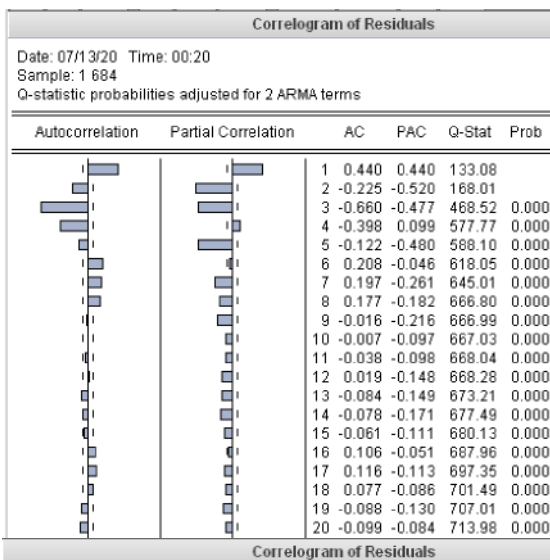 Correlogram of Residuals
Date: 07/13/20 Time: 00:20
Sample: 1 684
Q-statistic probabilities adjusted for 2 ARMA terms
Autocorrelation Partial Correlation AC PAC Q-Stat Prob
1 0.440 0.440 133.08
2 -0.225 -0.520 168.01
3 -0.660 -0.477 468.52 0.000
4 -0.398 0.099 577.77 0.000
5 -0.122 -0.480 588.10 0.000
6 0.208 -0.046 618.05 0.000
7 0.197 -0.261 645.01 0.000
8 0.177 -0.182 666.80 0.000
9 -0.016 -0.216 666.99 0.000
10 -0.007 -0.097 667.03 0.000
11 -0.038 -0.098 668.04 0.000
12 0.019 -0.148 668.28 0.000
13 -0.084 -0.149 673.21 0.000
14 -0.078 -0.171 677.49 0.000
15 -0.061 -0.111 680.13 0.000
16 0.106 -0.051 687.96 0.000
17 0.116 -0.113 697.35 0.000
18 0.077 -0.086 701.49 0.000
19 -0.088 -0.130 707.01 0.000
20 -0.099 -0.084 713.98 0.000
Correlogram of Residuals